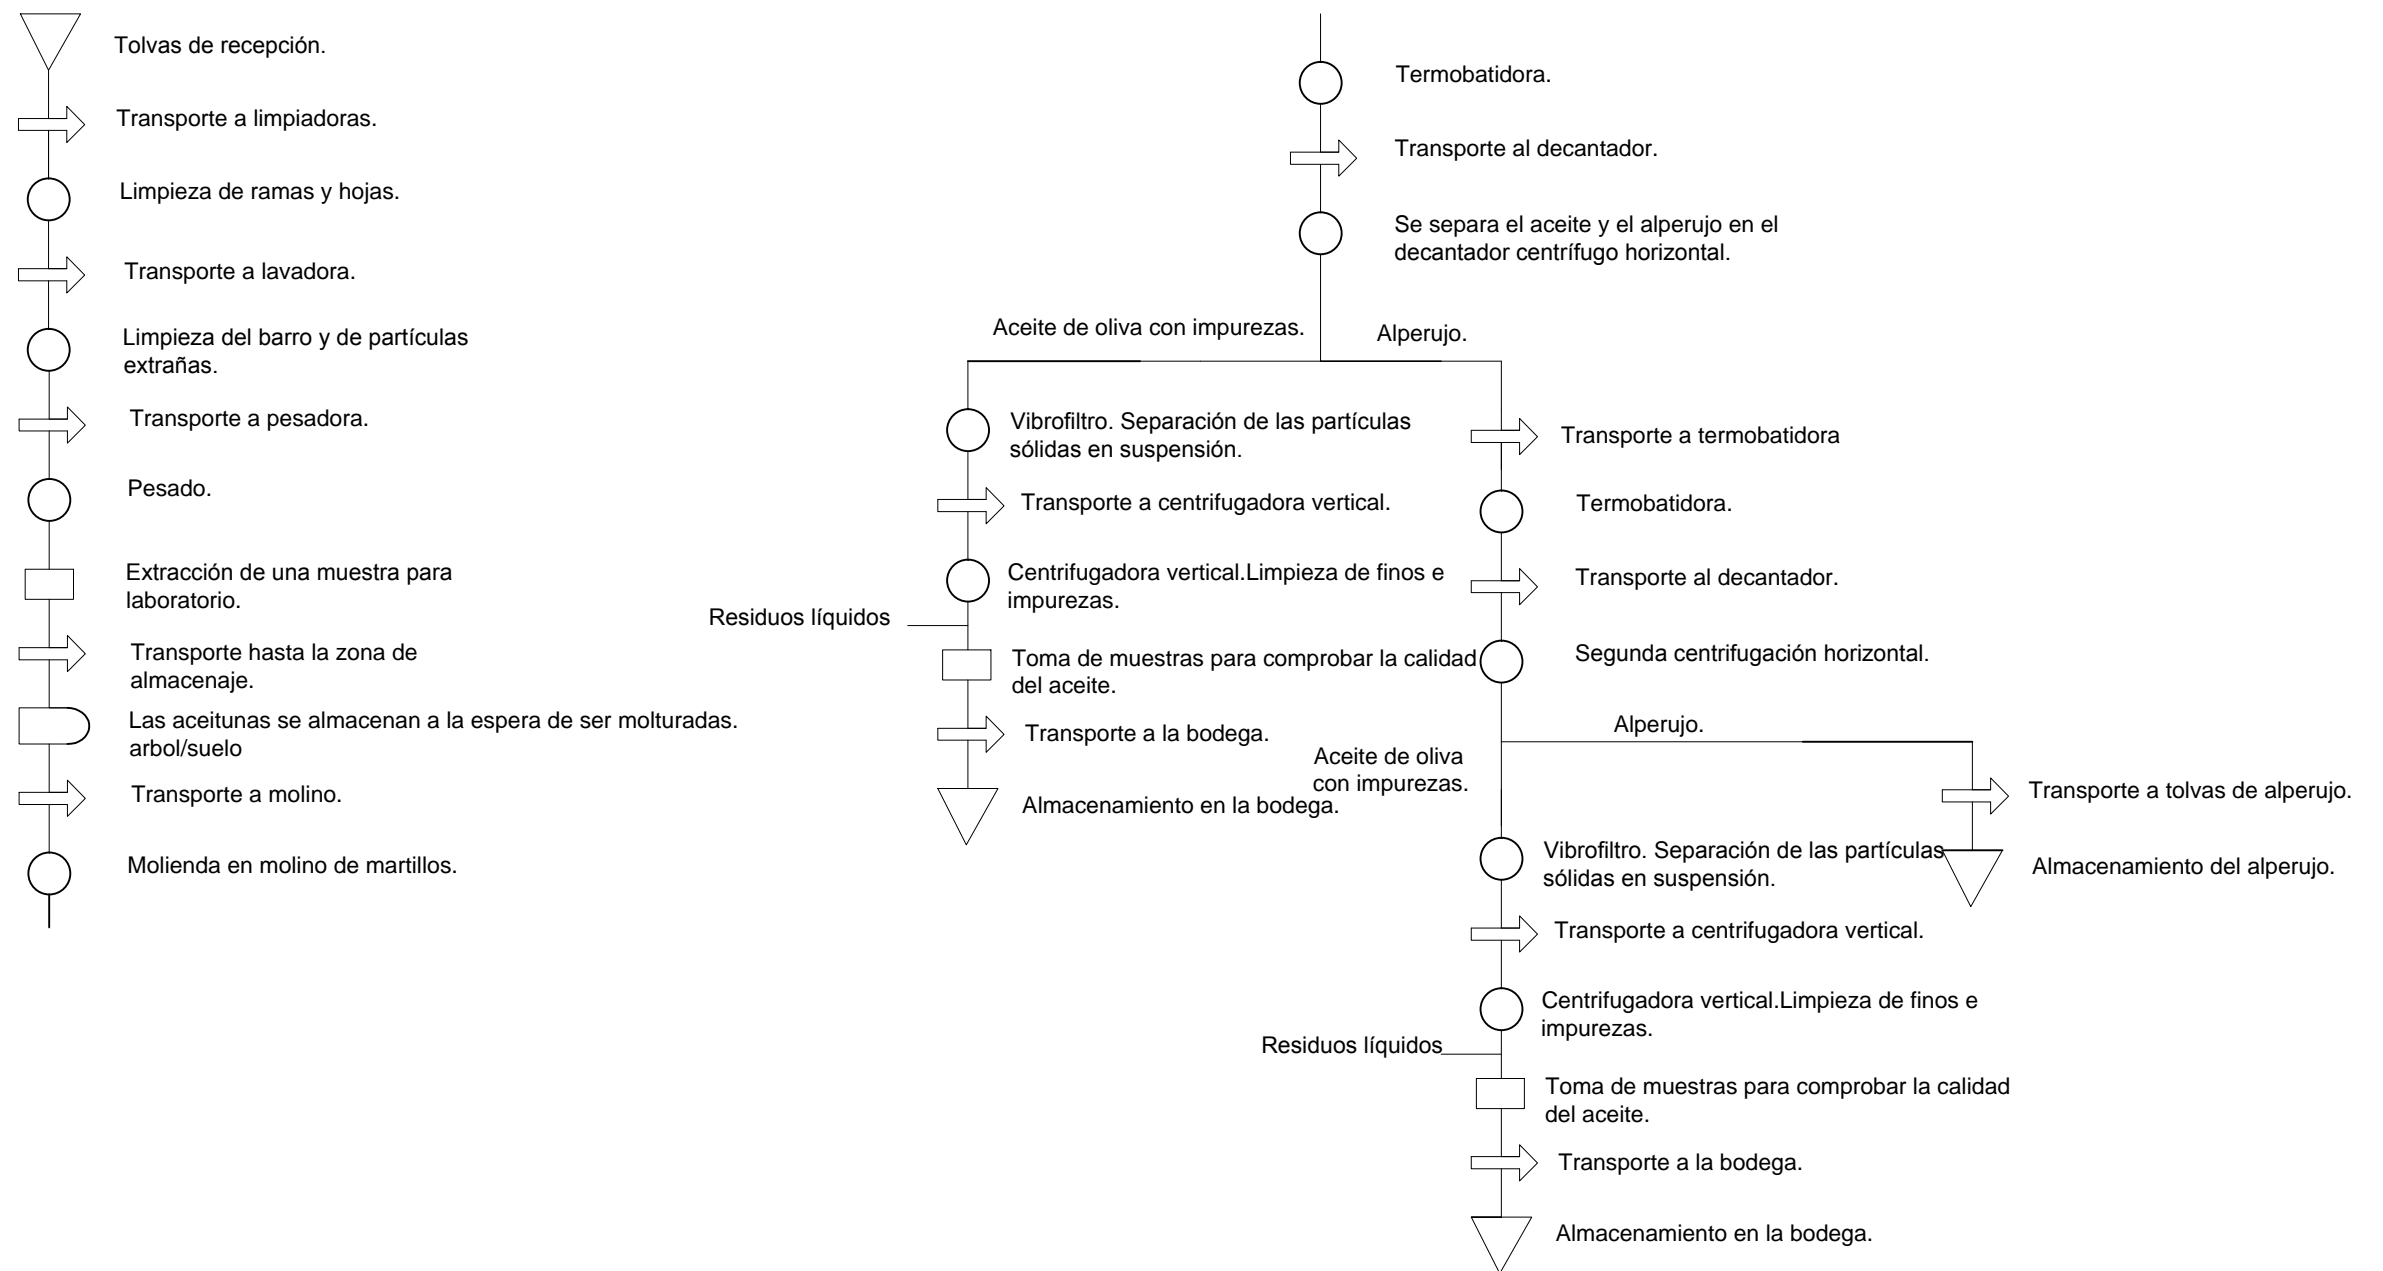 Tolvas de recepción.
Transporte a limpiadoras.
Limpieza de ramas y hojas.
Transporte a lavadora.
Limpieza del barro y de partículas
extrañas.
Transporte a pesadora.
Pesado.
Extracción de una muestra para
laboratorio.
Transporte hasta la zona de
almacenaje.
Las aceitunas se almacenan a la espera de ser molturadas.
arbol/suelo
Transporte a molino.
Molienda en molino de martillos.
Termobatidora.
Transporte al decantador.
Se separa el aceite y el alperujo en el
decantador centrífugo horizontal.
Aceite de oliva con impurezas.
Alperujo.
Vibrofiltro. Separación de las partículas
sólidas en suspensión.
Transporte a centrifugadora vertical.
Centrifugadora vertical.Limpieza de finos e
impurezas.
Residuos líquidos
Toma de muestras para comprobar la calidad
del aceite.
Transporte a la bodega.
Almacenamiento en la bodega.
Transporte a termobatidora
Termobatidora.
Transporte al decantador.
Segunda centrifugación horizontal.
Alperujo.
Aceite de oliva
con impurezas.
Transporte a tolvas de alperujo.
Almacenamiento del alperujo.
Vibrofiltro. Separación de las partículas
sólidas en suspensión.
Transporte a centrifugadora vertical.
Centrifugadora vertical.Limpieza de finos e
impurezas.
Residuos líquidos
Toma de muestras para comprobar la calidad
del aceite.
Transporte a la bodega.
Almacenamiento en la bodega.